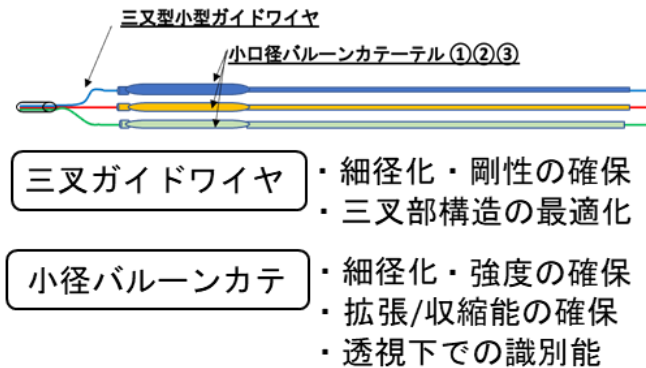 三叉型小型ガイドワイヤ
小口径バルーンカテーテル ①②③
三叉ガイドワイヤ
・細径化・剛性の確保
・三叉部構造の最適化
小径バルーンカテ
・細径化・強度の確保
・拡張/収縮能の確保
・透視下での識別能